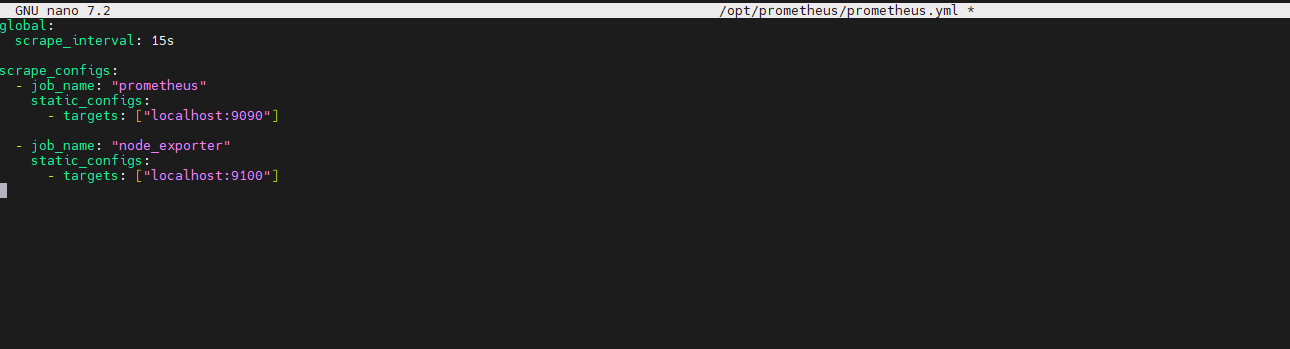 GNU nano 7.2 /opt/prometheus/prometheus.yml *
global:
  scrape_interval: 15s
scrape_configs:
  - job_name: "prometheus"
    static_configs:
      - targets: ["localhost:9090"]
  - job_name: "node_exporter"
    static_configs:
      - targets: ["localhost:9100"]